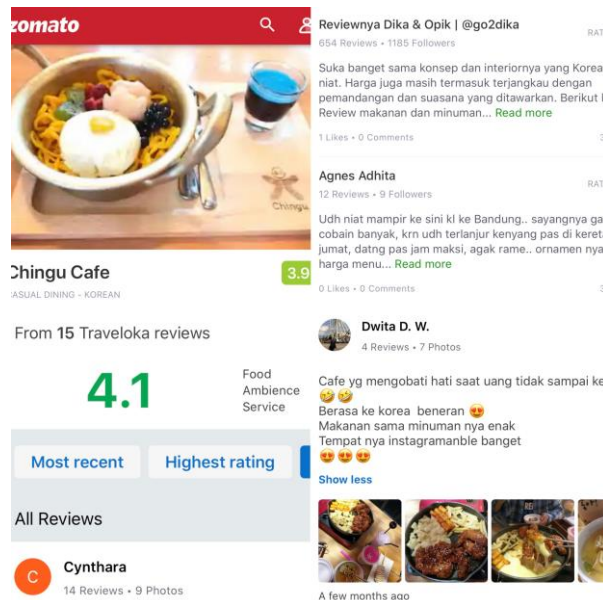 zomato
Chingu
Chingu Cafe
3.9
CASUAL DINING - KOREAN
From 15 Traveloka reviews
4.1
Food
Ambience
Service
Most recent
Highest rating
All Reviews
C
Cynthara
14 Reviews • 9 Photos
Reviewnya Dika & Opik | @go2dika
RAT
654 Reviews • 1185 Followers
Suka banget sama konsep dan interiornya yang Korea
niat. Harga juga masih termasuk terjangkau dengan
pemandangan dan suasana yang ditawarkan. Berikut
Review makanan dan minuman... Read more
1 Likes • 0 Comments
3
Agnes Adhita
RAT
12 Reviews • 9 Followers
Udh niat mampir ke sini kl ke Bandung.. sayangnya ga
cobain banyak, krn udh terlanjur kenyang pas di kereta
jumat, datng pas jam maksi, agak rame.. ornamen nya
harga menu... Read more
0 Likes • 0 Comments
3
Dwita D. W.
4 Reviews • 7 Photos
Cafe yg mengobati hati saat uang tidak sampai ke
🤣🤣
Berasa ke korea beneran 😍
Makanan sama minuman nya enak
Tempat nya instagramanble banget
😍😍😍
Show less
A few months ago